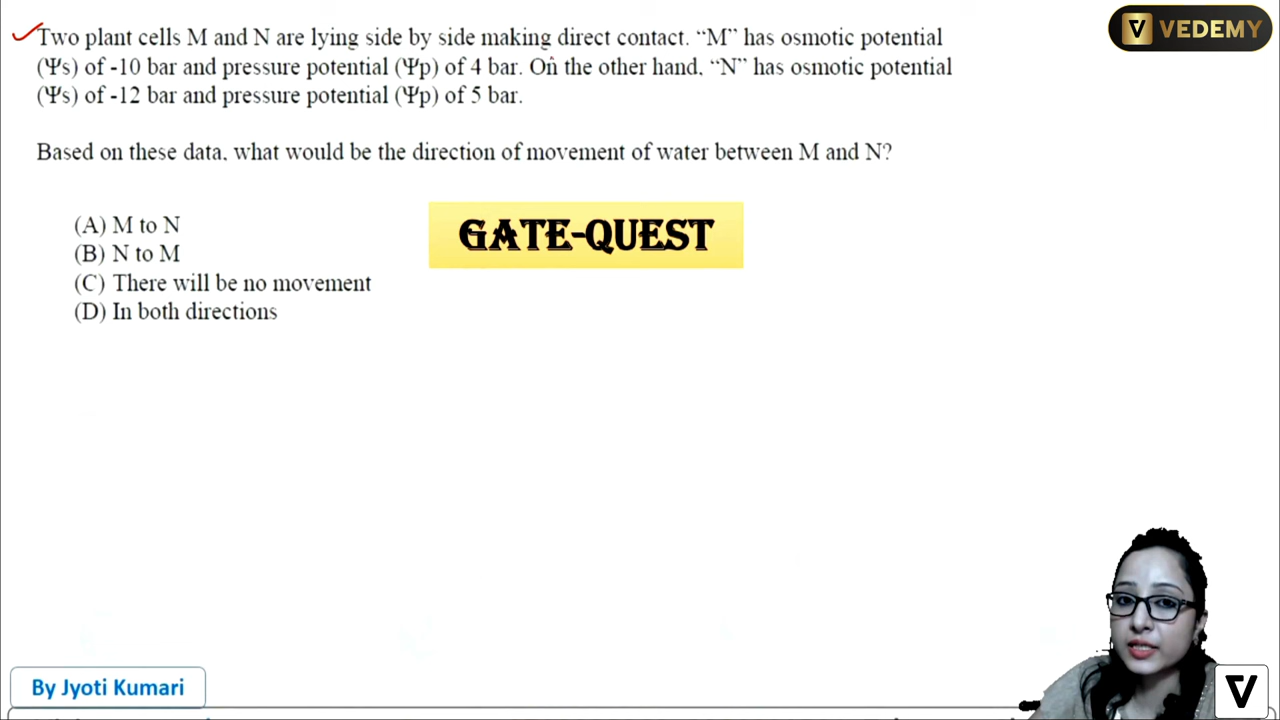 Two plant cells M and N are lying side by side making direct contact. “M” has osmotic potential
(Ψs) of -10 bar and pressure potential (Ψp) of 4 bar. On the other hand, “N” has osmotic potential
(Ψs) of -12 bar and pressure potential (Ψp) of 5 bar.
Based on these data, what would be the direction of movement of water between M and N?
(A) M to N
(B) N to M
(C) There will be no movement
(D) In both directions
GATE-QUEST
VEDEMY
By Jyoti Kumari